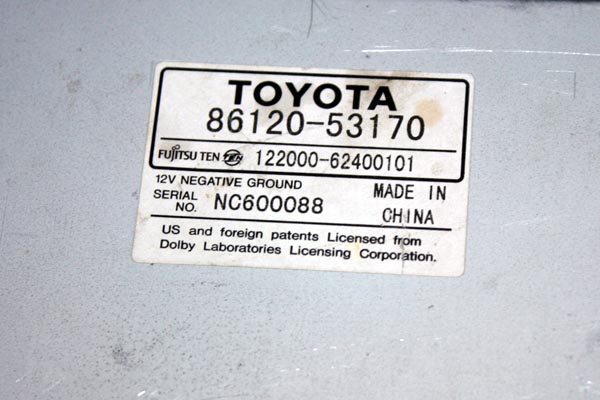 TOYOTA
86120-53170
FUJITSU TEN TEN 122000-62400101
12V NEGATIVE GROUND
SERIAL NO. NC600088
MADE IN CHINA
US and foreign patents Licensed from
Dolby Laboratories Licensing Corporation.